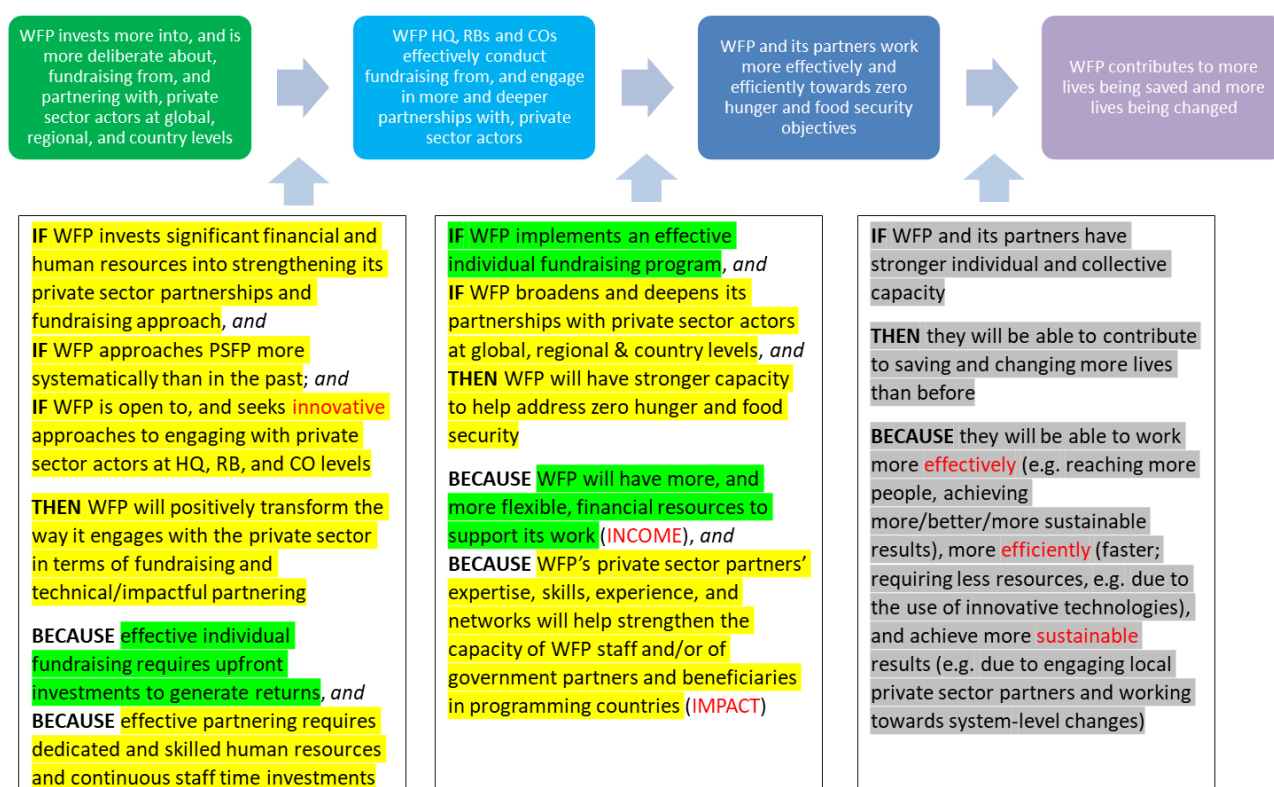 WFP invests more into, and is
more deliberate about,
fundraising from, and
partnering with, private
sector actors at global,
regional, and country levels
WFP HQ, RBs and COs
effectively conduct
fundraising from, and engage
in more and deeper
partnerships with, private
sector actors
WFP and its partners work
more effectively and
efficiently towards zero
hunger and food security
objectives
WFP contributes to more
lives being saved and more
lives being changed
IF WFP invests significant financial and
human resources into strengthening its
private sector partnerships and
fundraising approach, and
IF WFP approaches PSFP more
systematically than in the past; and
IF WFP is open to, and seeks innovative
approaches to engaging with private
sector actors at HQ, RB, and CO levels
THEN WFP will positively transform the
way it engages with the private sector
in terms of fundraising and
technical/impactful partnering
BECAUSE effective individual
fundraising requires upfront
investments to generate returns, and
BECAUSE effective partnering requires
dedicated and skilled human resources
and continuous staff time investments
IF WFP implements an effective
individual fundraising program, and
IF WFP broadens and deepens its
partnerships with private sector actors
at global, regional & country levels, and
THEN WFP will have stronger capacity
to help address zero hunger and food
security
BECAUSE WFP will have more, and
more flexible, financial resources to
support its work (INCOME), and
BECAUSE WFP's private sector partners'
expertise, skills, experience, and
networks will help strengthen the
capacity of WFP staff and/or of
government partners and beneficiaries
in programming countries (IMPACT)
IF WFP and its partners have
stronger individual and collective
capacity
THEN they will be able to contribute
to saving and changing more lives
than before
BECAUSE they will be able to work
more effectively (e.g. reaching more
people, achieving
more/better/more sustainable
results), more efficiently (faster;
requiring less resources, e.g. due to
the use of innovative technologies),
and achieve more sustainable
results (e.g. due to engaging local
private sector partners and working
towards system-level changes)